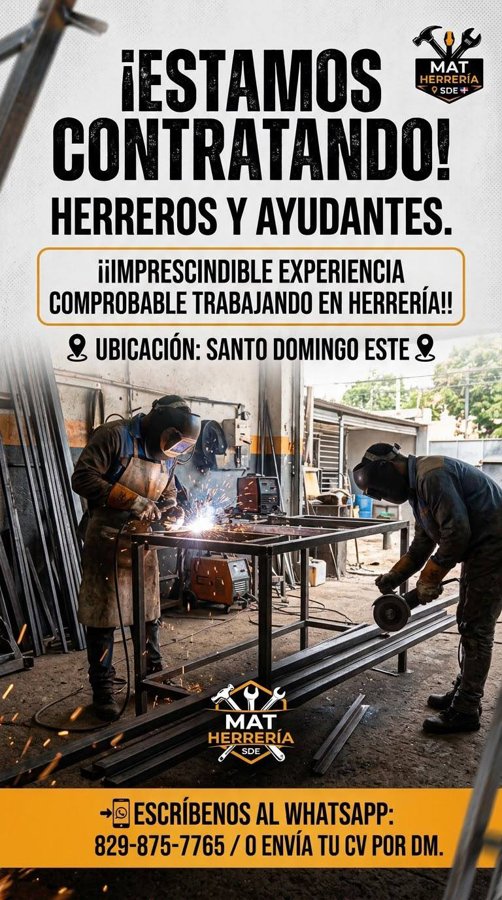 MAT
HERRERÍA
SDE
¡ESTAMOS
CONTRATANDO!
HERREROS Y AYUDANTES.
¡¡IMPRESCINDIBLE EXPERIENCIA
COMPROBABLE TRABAJANDO EN HERRERÍA!!
UBICACIÓN: SANTO DOMINGO ESTE
MAT
HERRERÍA
SDE
ESCRÍBENOS AL WHATSAPP:
829-875-7765 / O ENVÍA TU CV POR DM.